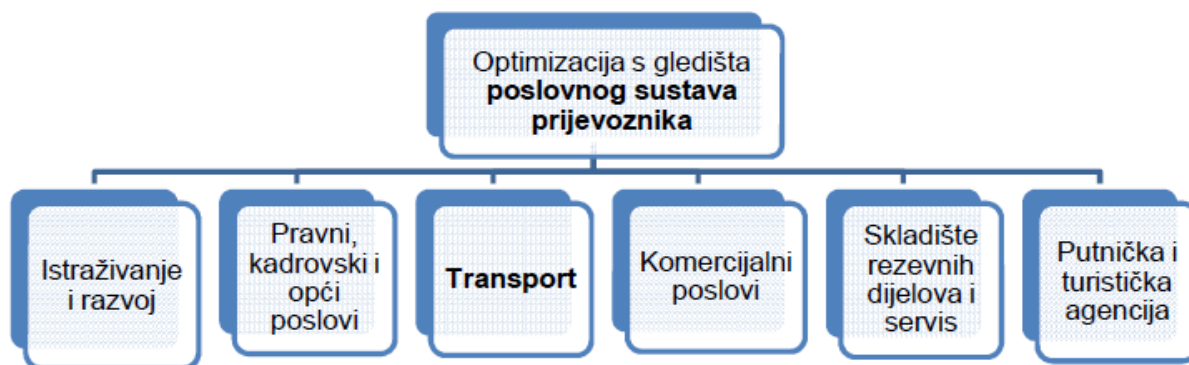 Optimizacija s gledišta
poslovnog sustava
prijevoznika
Istraživanje
i razvoj
Pravni,
kadrovski i
opći
poslovi
Transport
Komercijalni
poslovi
Skladište
rezevnih
dijelova i
servis
Putnička i
turistička
agencija